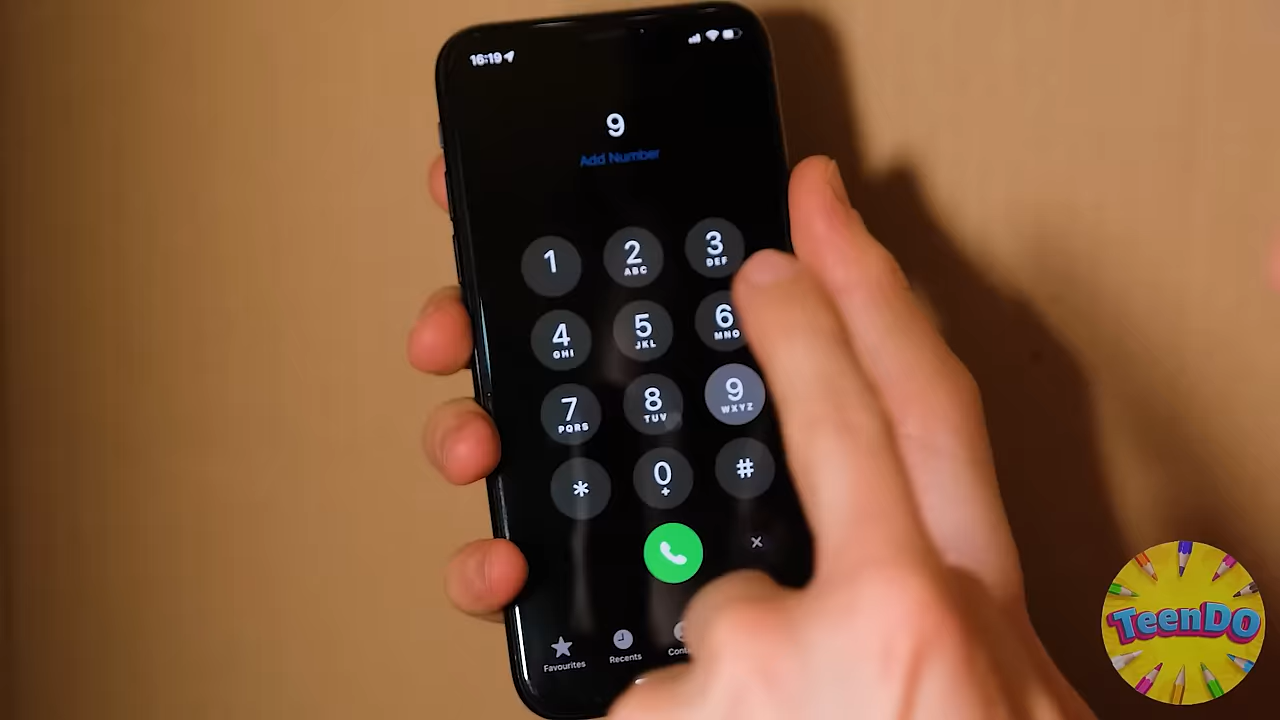 16:19
9
Add Number
1
2 ABC
3 DEF
4 GHI
5 JKL
6 MNO
7 PQRS
8 TUV
9 WXYZ
*
0 +
#
Favourites
Recents
TeenDO